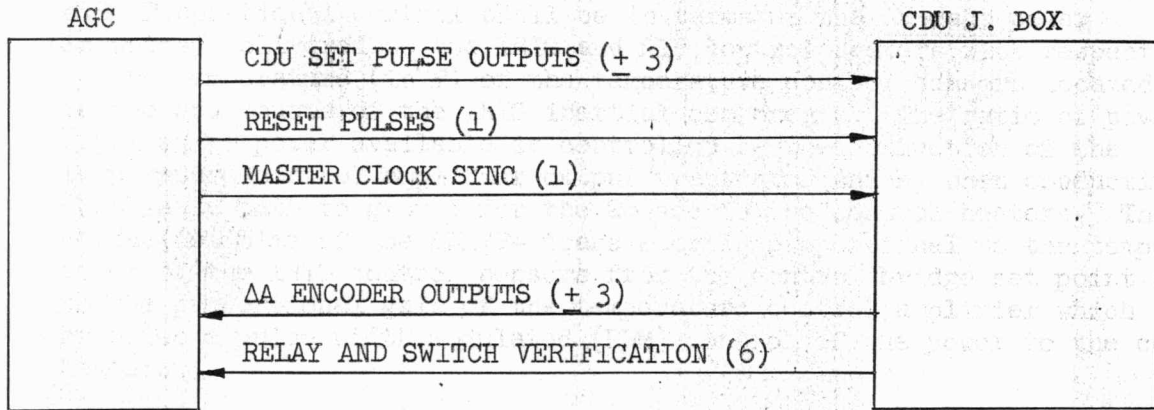 AGC
CDU J. BOX
CDU SET PULSE OUTPUTS (± 3)
RESET PULSES (1)
MASTER CLOCK SYNC (1)
ΔA ENCODER OUTPUTS (± 3)
RELAY AND SWITCH VERIFICATION (6)